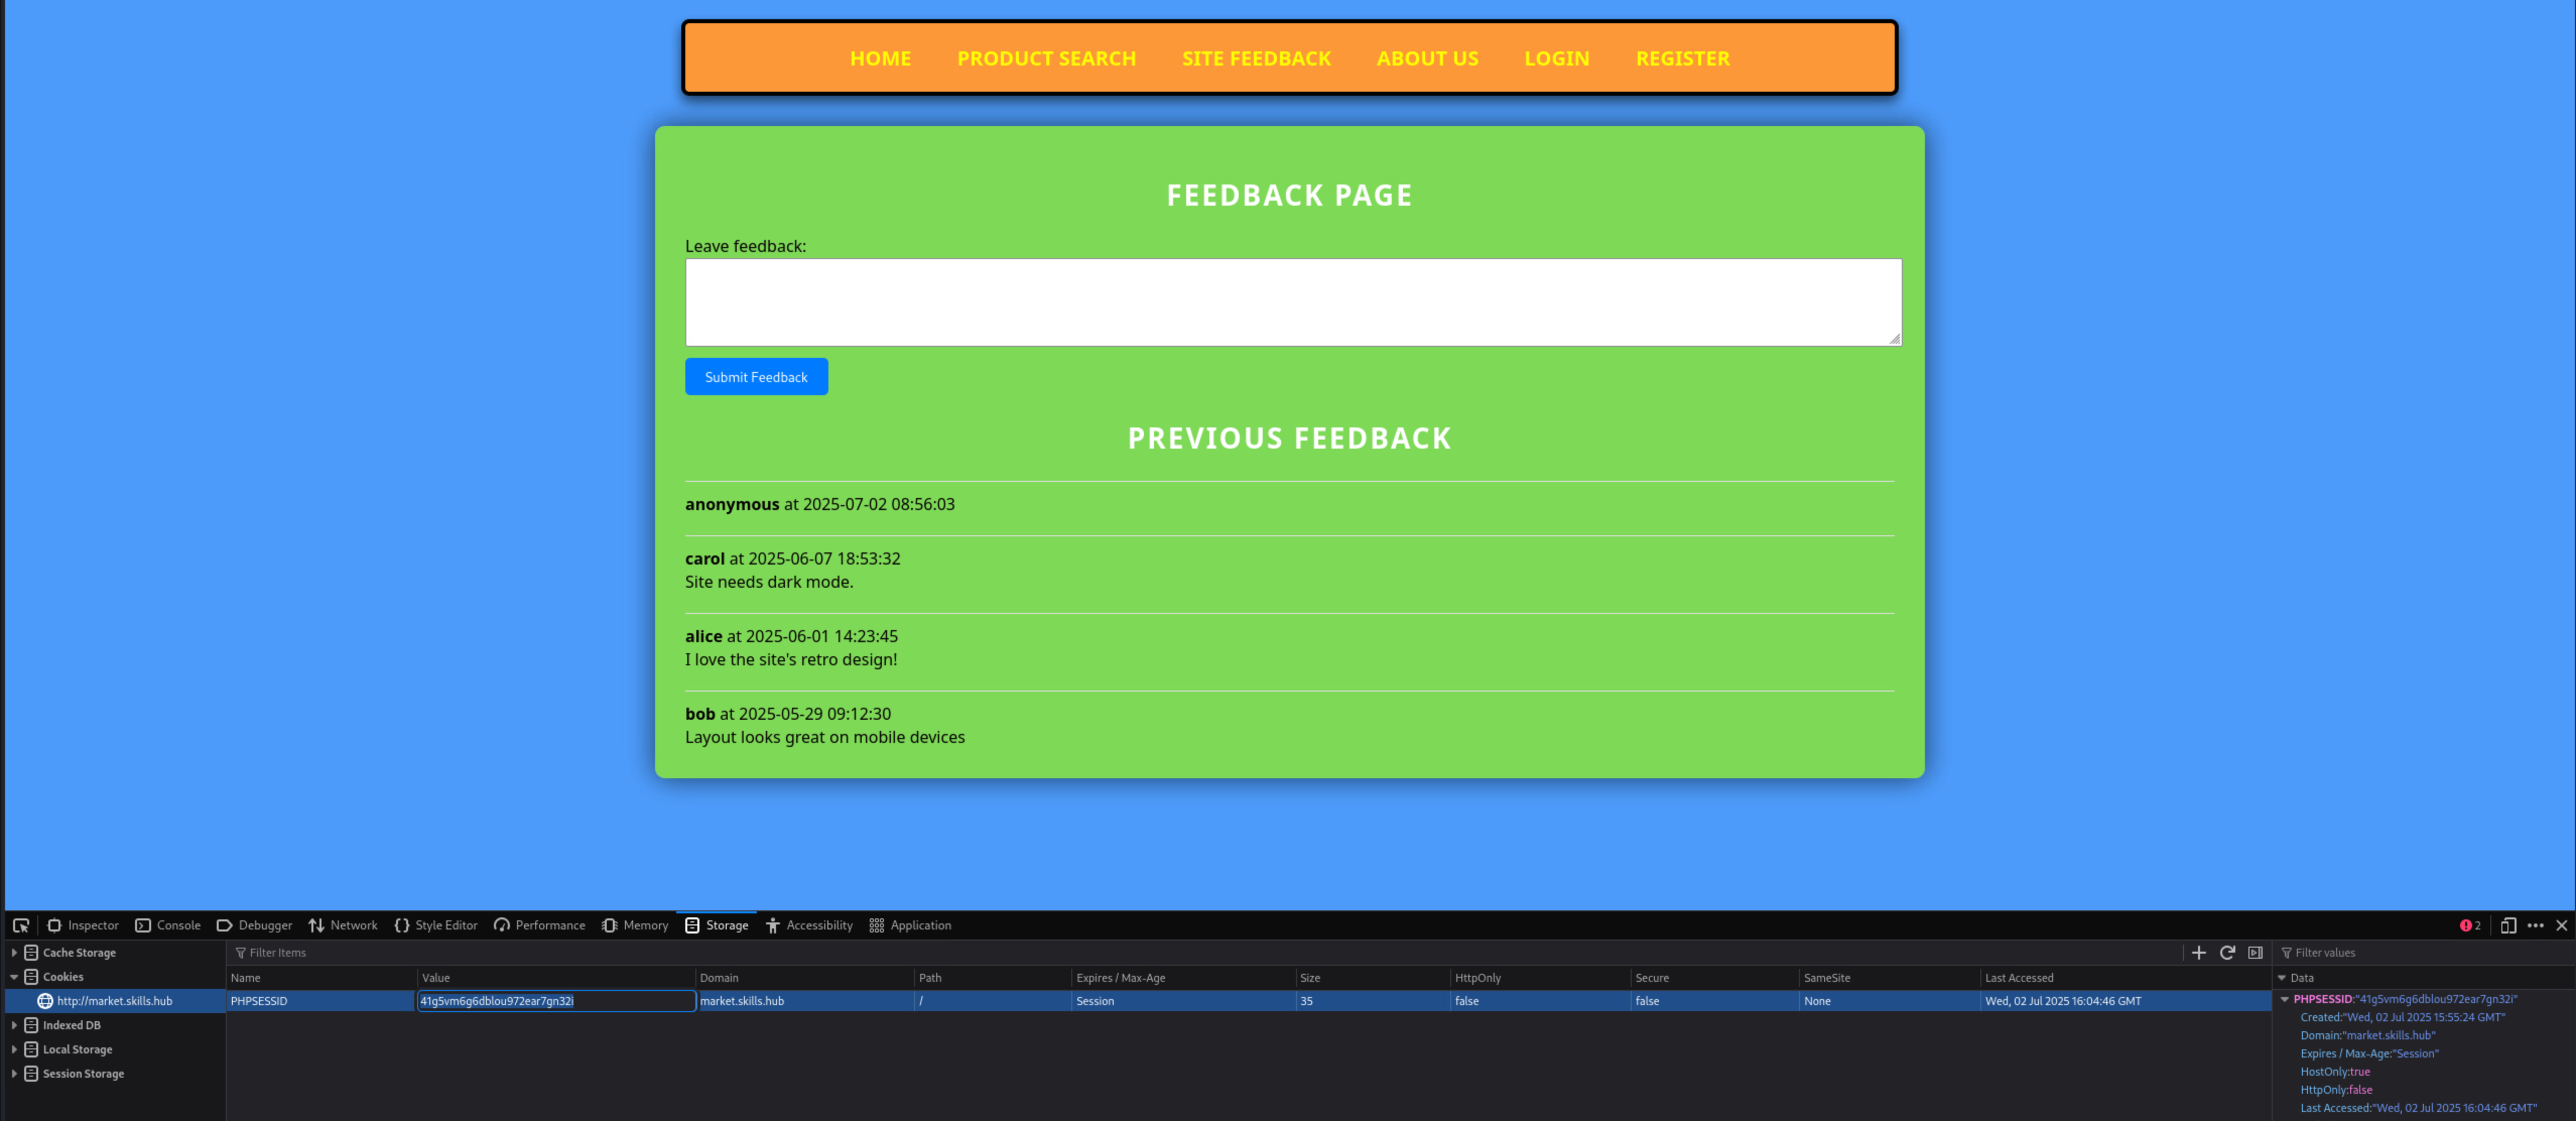 HOME PRODUCT SEARCH SITE FEEDBACK ABOUT US LOGIN REGISTER
FEEDBACK PAGE
Leave feedback:
Submit Feedback
PREVIOUS FEEDBACK
anonymous at 2025-07-02 08:56:03
carol at 2025-06-07 18:53:32
Site needs dark mode.
alice at 2025-06-01 14:23:45
I love the site's retro design!
bob at 2025-05-29 09:12:30
Layout looks great on mobile devices
Inspector Console Debugger Network Style Editor Performance Memory Storage Accessibility Application 2
Cache Storage Filter Items Filter values
Cookies Name Value Domain Path Expires / Max-Age Size HttpOnly Secure SameSite Last Accessed Data
http://market.skills.hub PHPSESSID 41g5vm6g6dblou972ear7gn32i market.skills.hub / Session 35 false false None Wed, 02 Jul 2025 16:04:46 GMT PHPSESSID:"41g5vm6g6dblou972ear7gn32i"
Created:"Wed, 02 Jul 2025 15:55:24 GMT"
Indexed DB Domain:"market.skills.hub"
Local Storage Expires / Max-Age:"Session"
Session Storage HostOnly:true
HttpOnly:false
Last Accessed:"Wed, 02 Jul 2025 16:04:46 GMT"